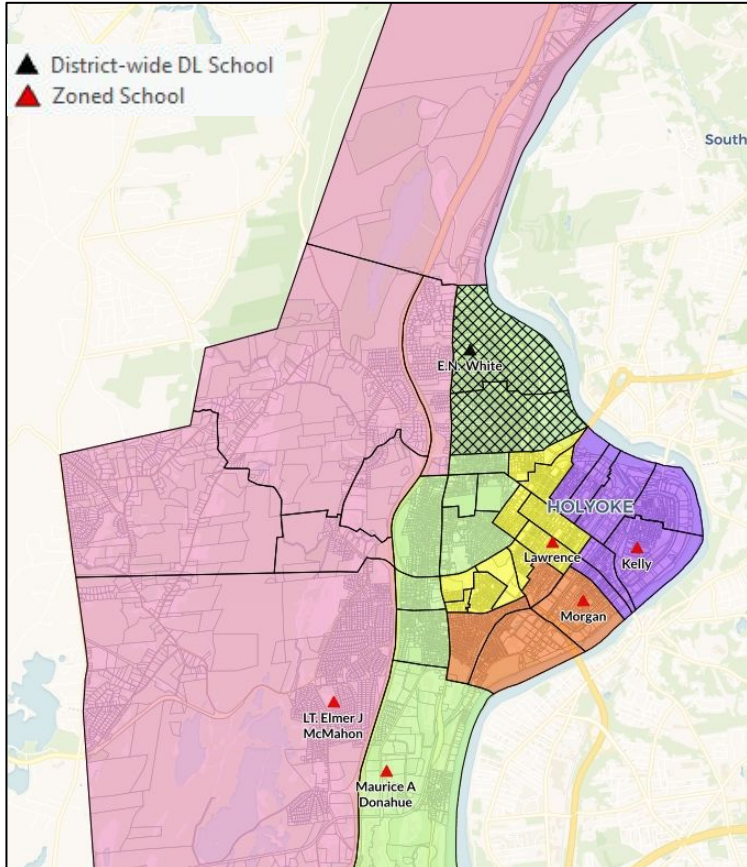 District-wide DL School
Zoned School
South
E.N. White
HOLYOKE
Lawrence
Kelly
Morgan
LT. Elmer J
McMahon
Maurice A
Donahue